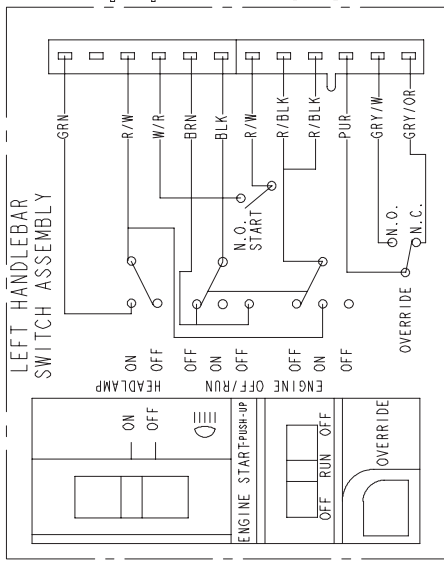 LEFT HANDLEBAR
SWITCH ASSEMBLY
GRN
R/W
W/R
BRN
BLK
R/W
R/BLK
R/BLK
PUR
GRY/W
GRY/OR
N.O.
START
N.O.
N.C.
OVERRIDE
ON
OFF
HEADLAMP
OFF
ON
OFF
ENGINE OFF/RUN
OFF
ON
OFF
ON
OFF
ENGINE START-PUSH-UP
OFF RUN OFF
OVERRIDE